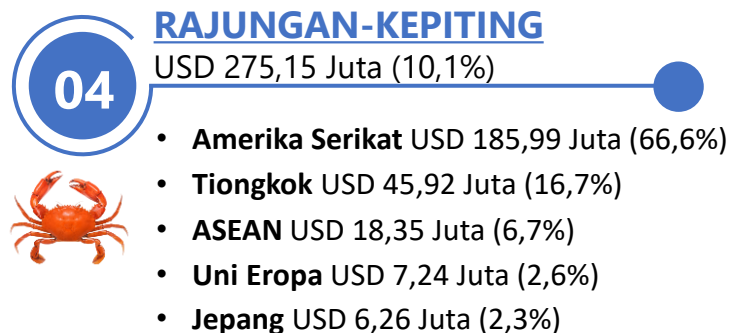 RAJUNGAN-KEPITING
USD 275,15 Juta (10,1%)
04
• Amerika Serikat USD 185,99 Juta (66,6%)
• Tiongkok USD 45,92 Juta (16,7%)
• ASEAN USD 18,35 Juta (6,7%)
• Uni Eropa USD 7,24 Juta (2,6%)
• Jepang USD 6,26 Juta (2,3%)